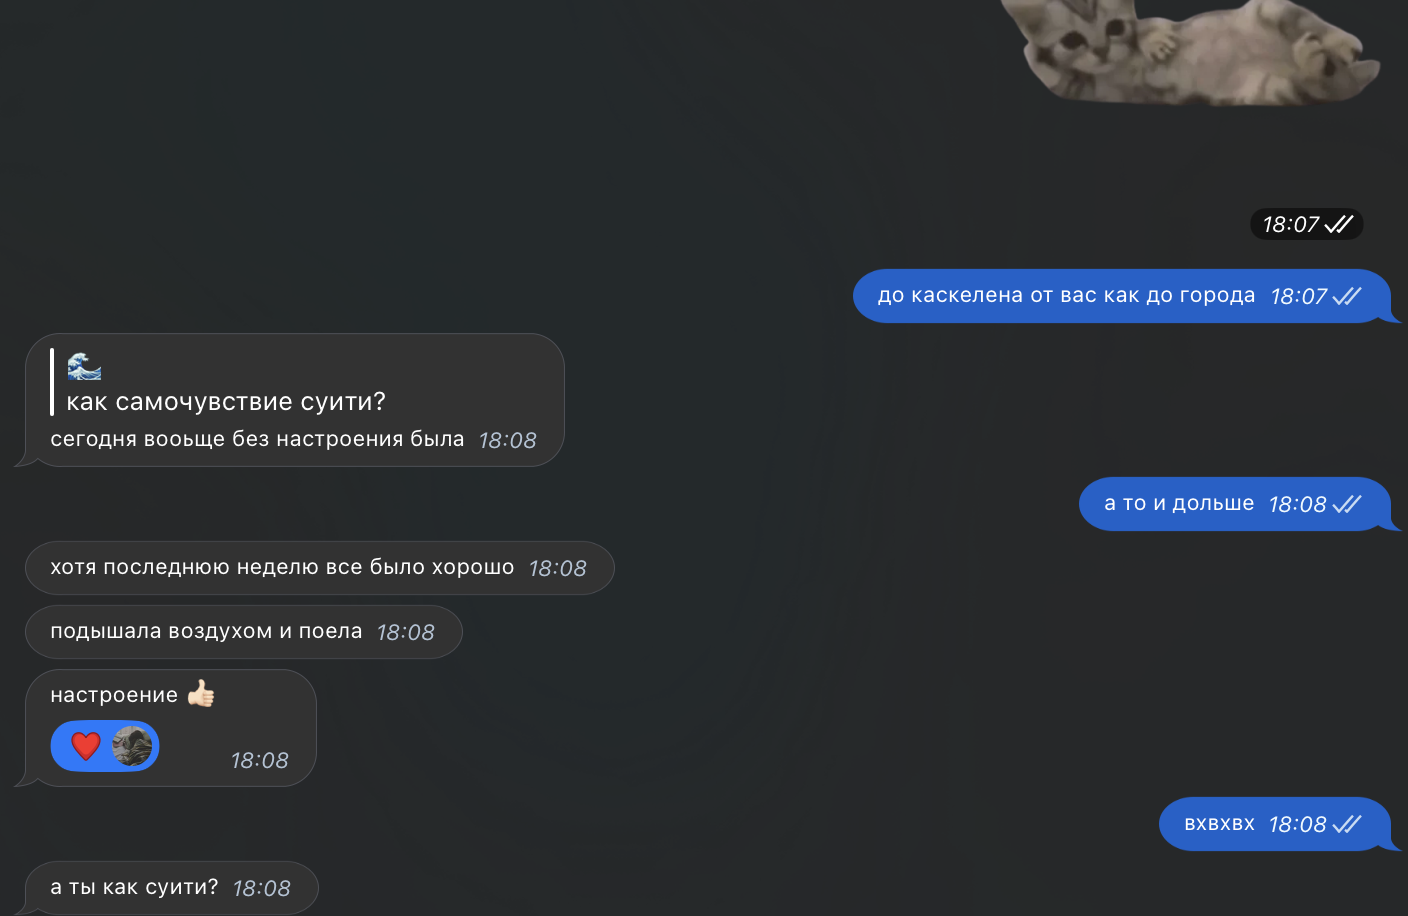 18:07
до каскелена от вас как до города 18:07
🌊
как самочувствие суити?
сегодня вооьще без настроения была 18:08
а то и дольше 18:08
хотя последнюю неделю все было хорошо 18:08
подышала воздухом и поела 18:08
настроение 👍🏻
❤️ 18:08
вхвхвх 18:08
а ты как суити? 18:08